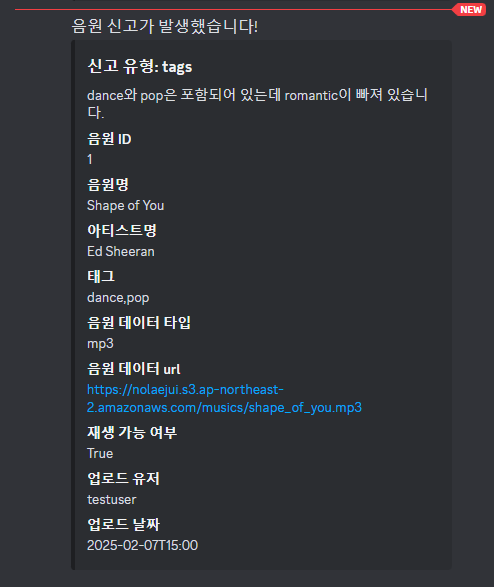 NEW
음원 신고가 발생했습니다!
신고 유형: tags
dance와 pop은 포함되어 있는데 romantic이 빠져 있습니
다.
음원 ID
1
음원명
Shape of You
아티스트명
Ed Sheeran
태그
dance,pop
음원 데이터 타입
mp3
음원 데이터 url
https://nolaejui.s3.ap-northeast-
2.amazonaws.com/musics/shape_of_you.mp3
재생 가능 여부
True
업로드 유저
testuser
업로드 날짜
2025-02-07T15:00